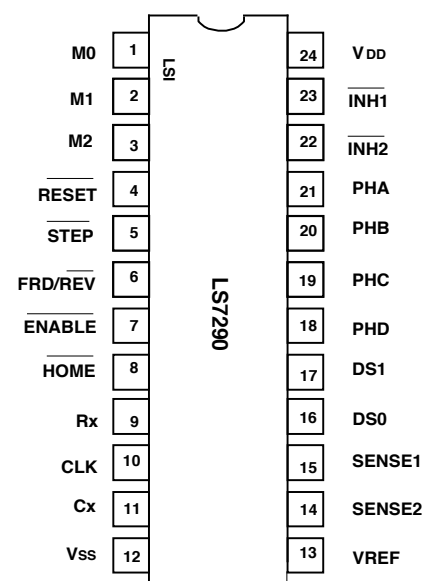 M0 1 24 VDD
M1 2 23 INH1
M2 3 22 INH2
RESET 4 21 PHA
STEP 5 20 PHB
FRD/REV 6 19 PHC
ENABLE 7 18 PHD
HOME 8 17 DS1
Rx 9 16 DS0
CLK 10 15 SENSE1
Cx 11 14 SENSE2
Vss 12 13 VREF
LSI
LS7290